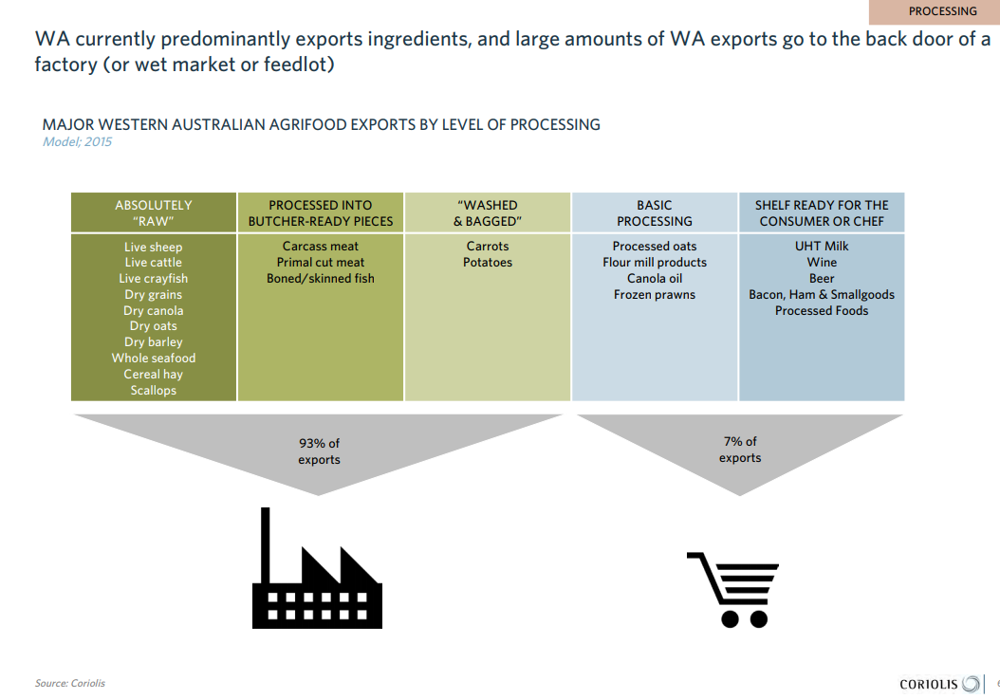 PROCESSING
WA currently predominantly exports ingredients, and large amounts of WA exports go to the back door of a
factory (or wet market or feedlot)
MAJOR WESTERN AUSTRALIAN AGRIFOOD EXPORTS BY LEVEL OF PROCESSING
Model; 2015
ABSOLUTELY
“RAW”
Live sheep
Live cattle
Live crayfish
Dry grains
Dry canola
Dry oats
Dry barley
Whole seafood
Cereal hay
Scallops
PROCESSED INTO
BUTCHER-READY PIECES
Carcass meat
Primal cut meat
Boned/skinned fish
“WASHED
& BAGGED”
Carrots
Potatoes
BASIC
PROCESSING
Processed oats
Flour mill products
Canola oil
Frozen prawns
SHELF READY FOR THE
CONSUMER OR CHEF
UHT Milk
Wine
Beer
Bacon, Ham & Smallgoods
Processed Foods
93% of
exports
7% of
exports
Source: Coriolis
CORIOLIS